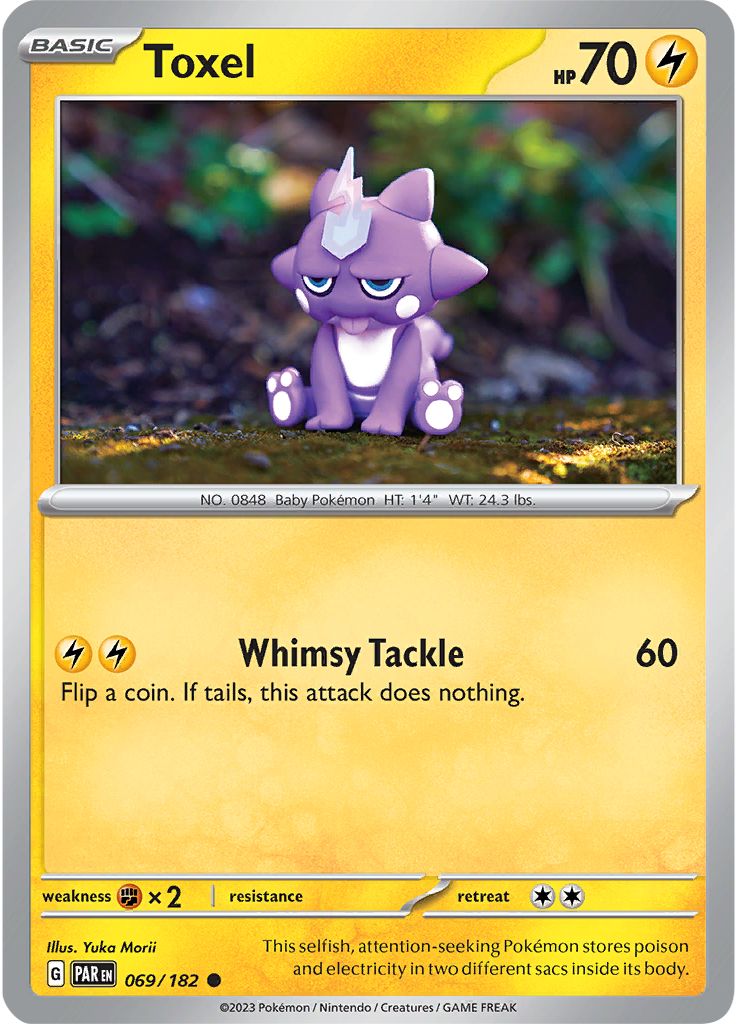 BASIC Toxel HP 70
NO. 0848 Baby Pokémon HT: 1'4" WT: 24.3 lbs.
Whimsy Tackle 60
Flip a coin. If tails, this attack does nothing.
weakness ×2 resistance retreat
Illus. Yuka Morii
This selfish, attention-seeking Pokémon stores poison
and electricity in two different sacs inside its body.
G PAR EN 069/182
©2023 Pokémon / Nintendo / Creatures / GAME FREAK